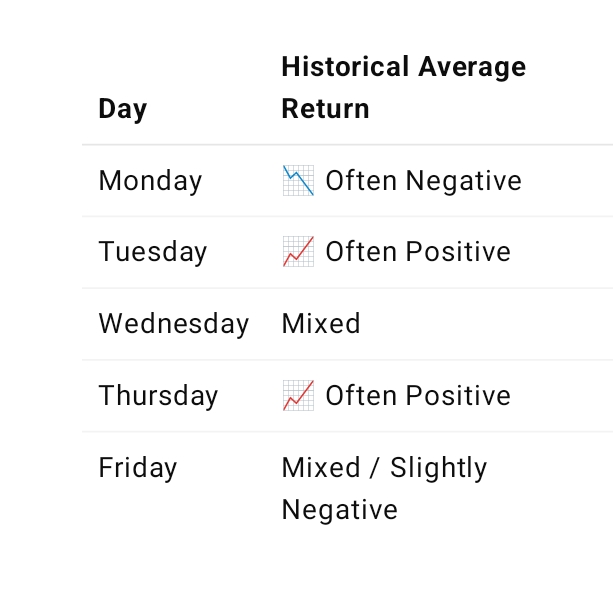 Day
Historical Average
Return
Monday
📉 Often Negative
Tuesday
📈 Often Positive
Wednesday
Mixed
Thursday
📈 Often Positive
Friday
Mixed / Slightly
Negative